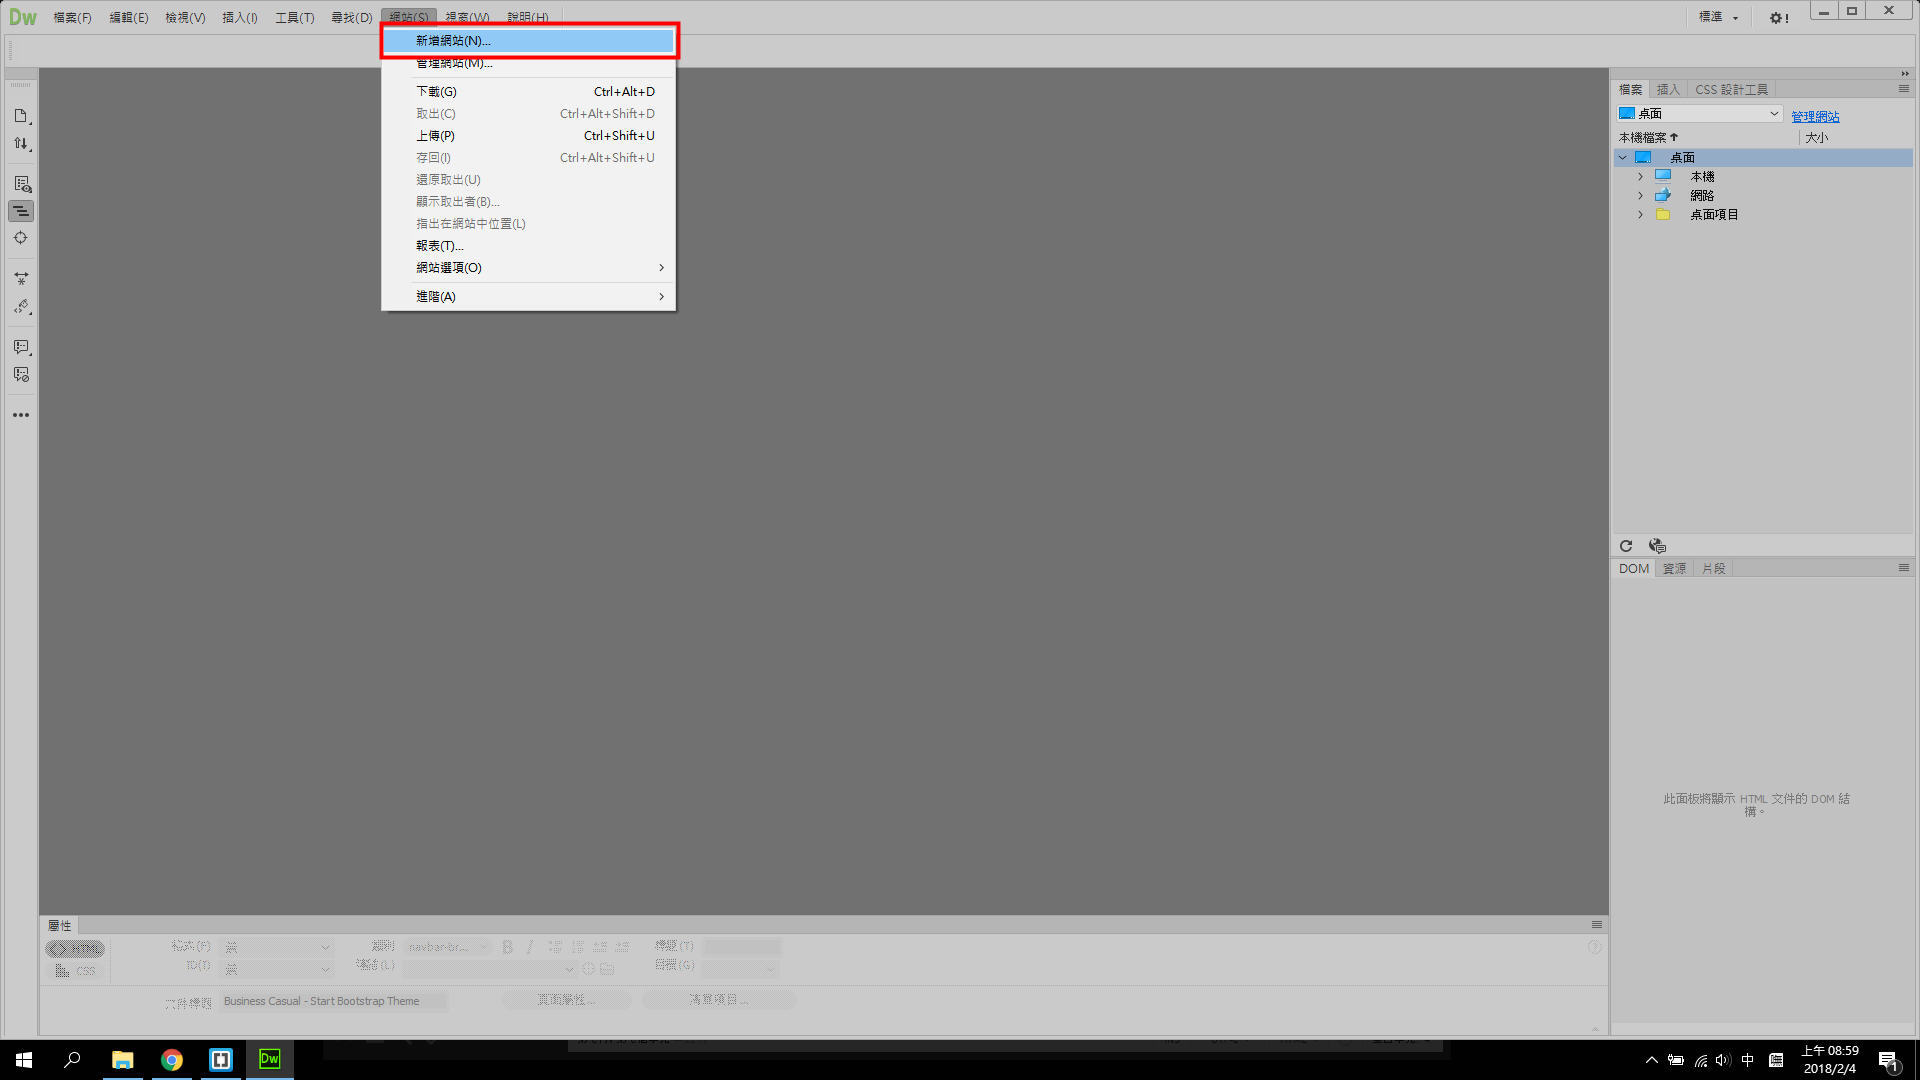 Dw 檔案(F) 編輯(E) 檢視(V) 插入(I) 工具(T) 尋找(D) 網站(S) 視窗(W) 說明(H) 標準
新增網站(N)...
管理網站(M)...
下載(G) Ctrl+Alt+D
取出(C) Ctrl+Alt+Shift+D
上傳(P) Ctrl+Shift+U
存回(I) Ctrl+Alt+Shift+U
還原取出(U)
顯示取出者(B)...
指出在網站中位置(L)
報表(T)...
網站選項(O)
進階(A)
檔案 插入 CSS 設計工具
桌面 管理網站
本機檔案 大小
桌面
本機
網路
桌面項目
DOM 資源 片段
此面板將顯示 HTML 文件的 DOM 結
構。
屬性
HTML 格式(F) 無 類別 navbar-br... B I 標題(T)
CSS ID(I) 無 連結(L) 目標(G)
文件標題 Business Casual - Start Bootstrap Theme 頁面屬性... 清單項目...
Dw 中 上午 08:59
2018/2/4 1